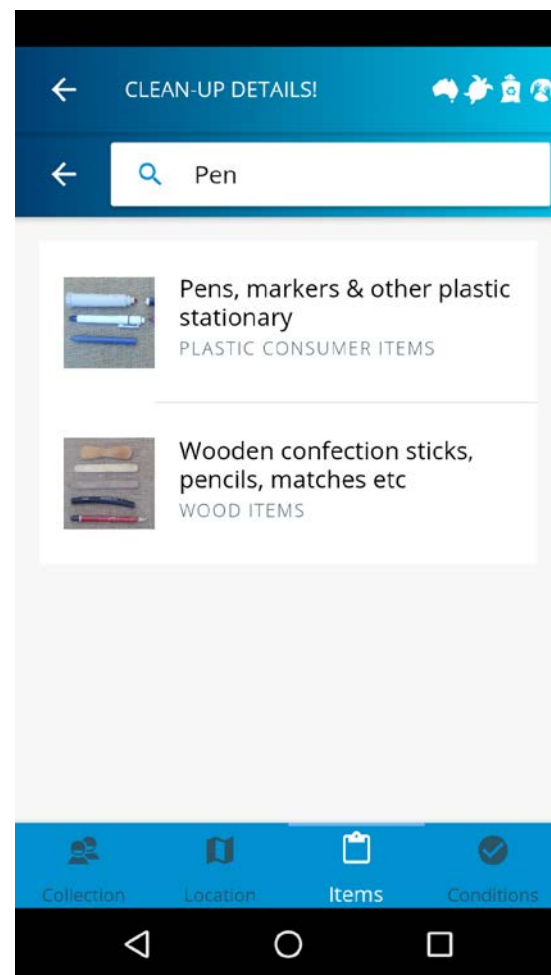 CLEAN-UP DETAILS!
Pen
Pens, markers & other plastic
stationary
PLASTIC CONSUMER ITEMS
Wooden confection sticks,
pencils, matches etc
WOOD ITEMS
Collection Location Items Conditions